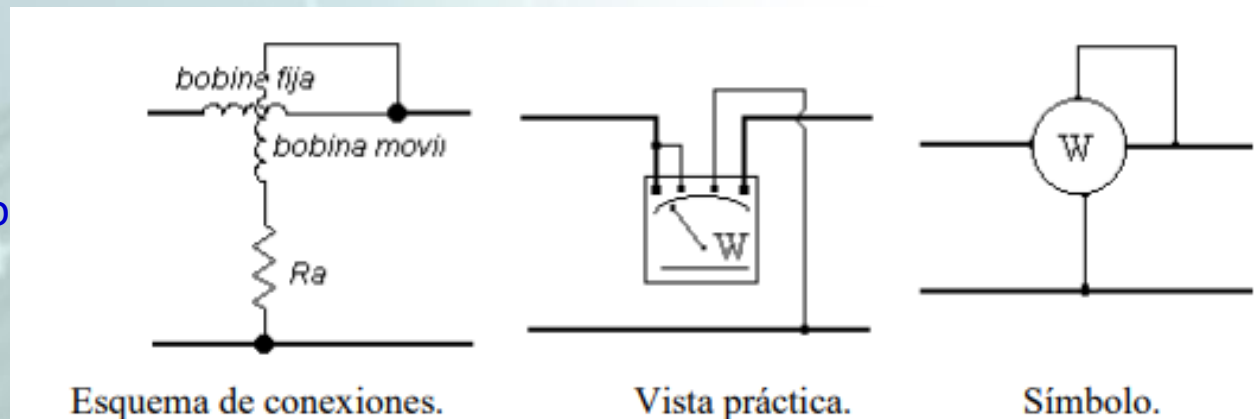 bobina fija
bobina movil
Ra
W
W
Esquema de conexiones.
Vista práctica.
Símbolo.